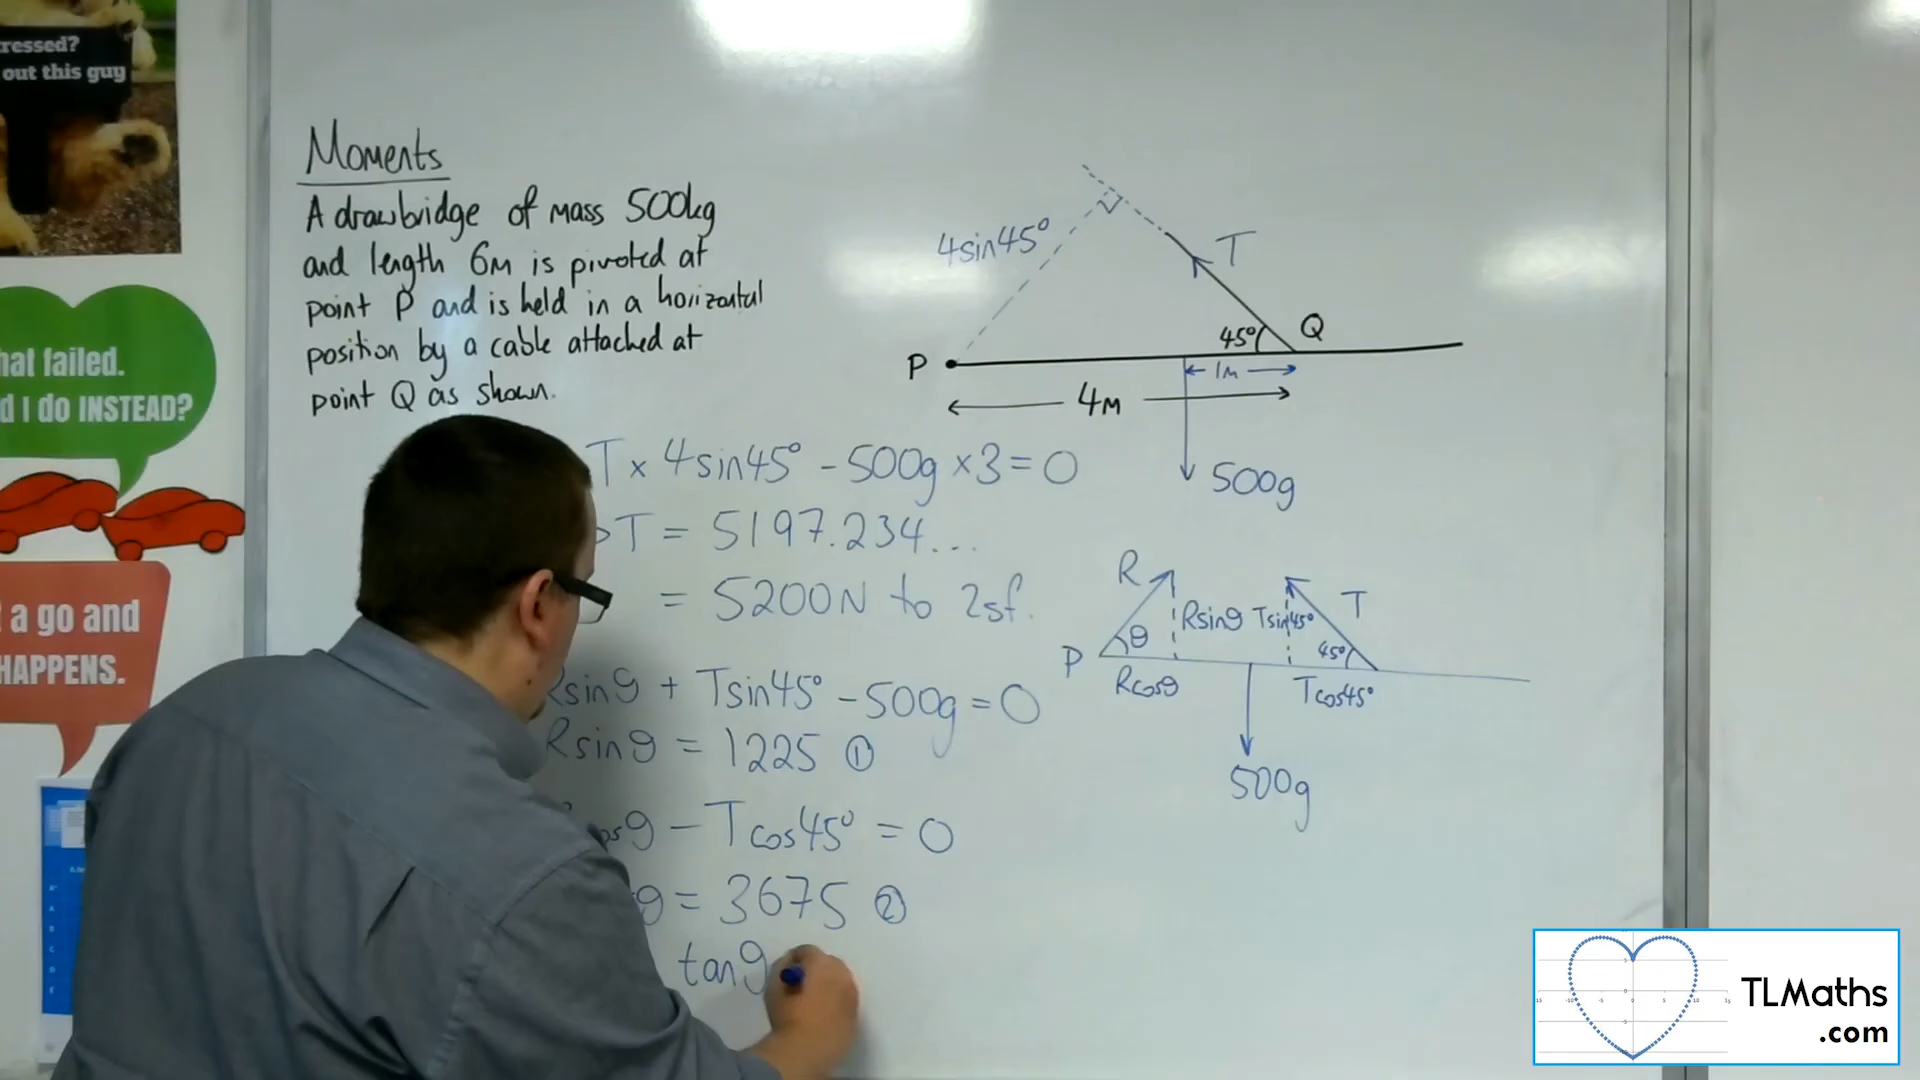 ressed?
out this guy
hat failed.
d I do INSTEAD?
a go and
HAPPENS.
Moments
A drawbridge of mass 500kg
and length 6m is pivoted at
point P and is held in a horizontal
position by a cable attached at
point Q as shown.
4sin45°
T
45°
Q
P
1m
4m
500g
T × 4sin45° - 500g × 3 = 0
T = 5197.234...
= 5200N to 2sf.
Rsinθ + Tsin45° - 500g = 0
Rsinθ = 1225 ①
osθ - Tcos45° = 0
θ = 3675 ②
tanθ
R
T
Rsinθ
Tsin45°
θ
45°
P
Rcosθ
Tcos45°
500g
TLMaths
.com